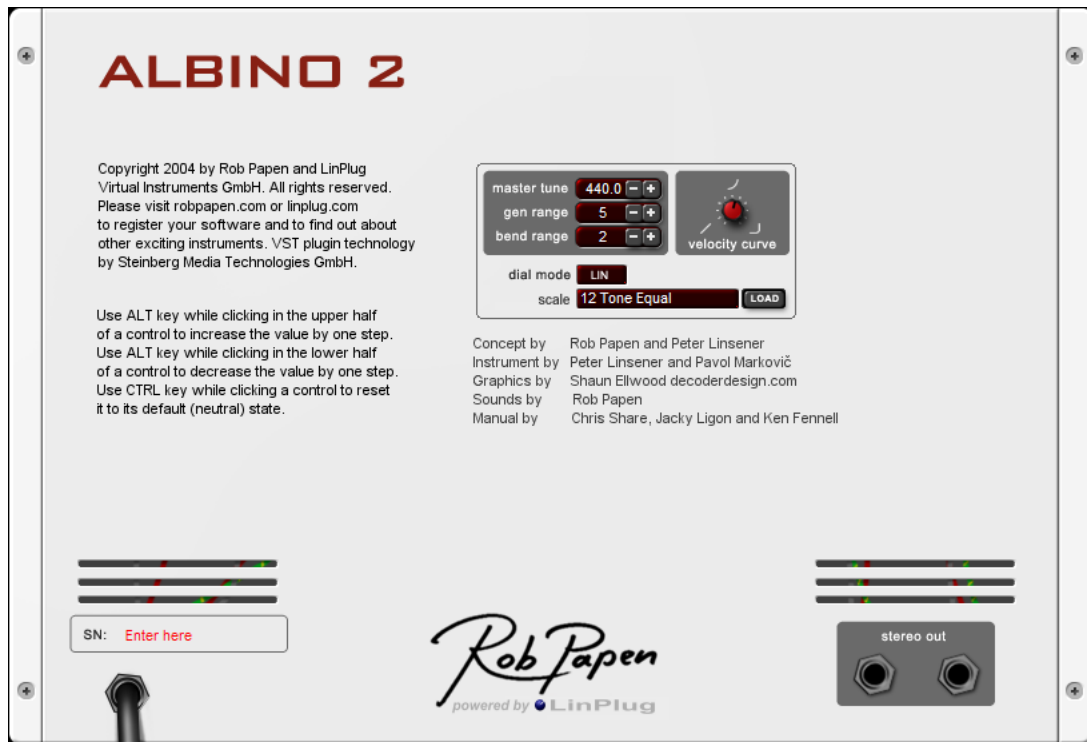 ALBINO 2
Copyright 2004 by Rob Papen and LinPlug
Virtual Instruments GmbH. All rights reserved.
Please visit robpapen.com or linplug.com
to register your software and to find out about
other exciting instruments. VST plugin technology
by Steinberg Media Technologies GmbH.
Use ALT key while clicking in the upper half
of a control to increase the value by one step.
Use ALT key while clicking in the lower half
of a control to decrease the value by one step.
Use CTRL key while clicking a control to reset
it to its default (neutral) state.
master tune 440.0 - +
gen range 5 - +
bend range 2 - +
velocity curve
dial mode LIN
scale 12 Tone Equal LOAD
Concept by Rob Papen and Peter Linsener
Instrument by Peter Linsener and Pavol Markovič
Graphics by Shaun Ellwood decoderdesign.com
Sounds by Rob Papen
Manual by Chris Share, Jacky Ligon and Ken Fennell
SN: Enter here
Rob Papen
powered by LinPlug
stereo out